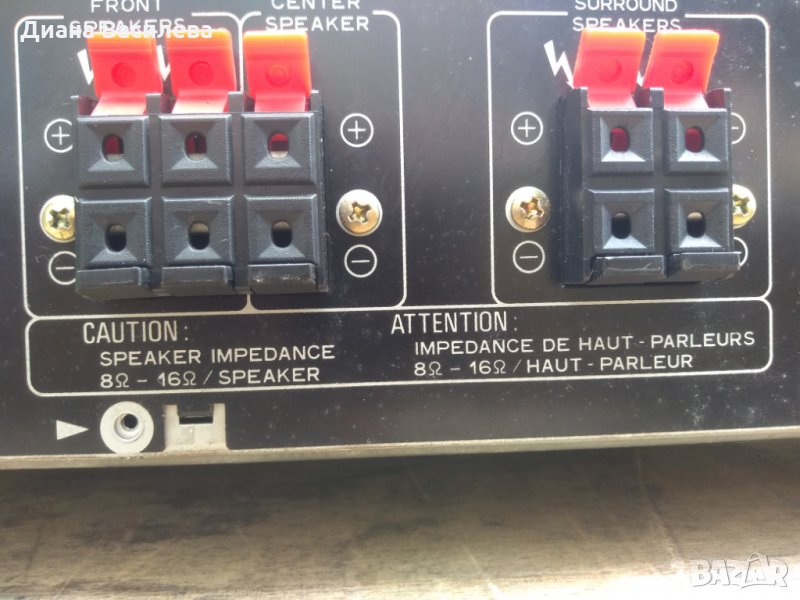 FRONT
SPEAKERS
CENTER
SPEAKER
SURROUND
SPEAKERS
Диана Василева
CAUTION:
SPEAKER IMPEDANCE
8Ω - 16Ω / SPEAKER
ATTENTION:
IMPEDANCE DE HAUT - PARLEURS
8Ω - 16Ω / HAUT - PARLEUR
BAZAR